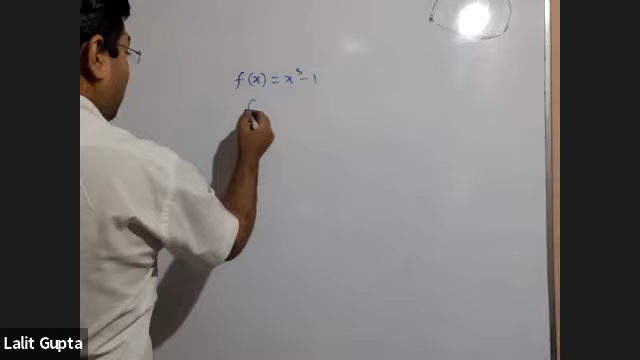 f(x) = x³-1
f
Lalit Gupta